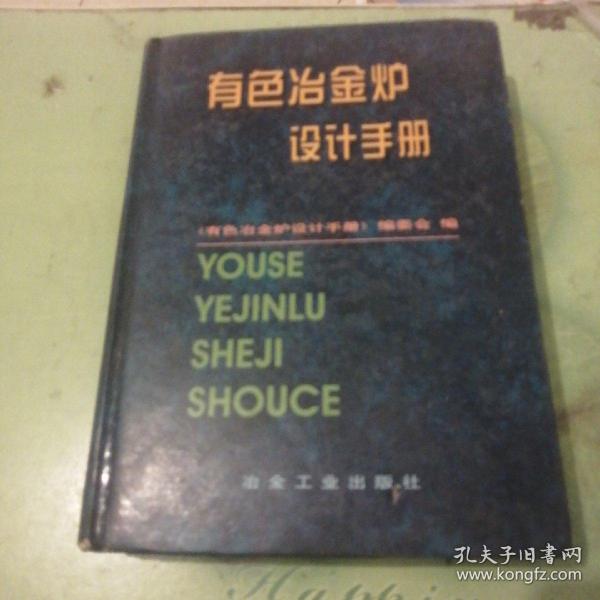 有色冶金炉
设计手册
《有色冶金炉设计手册》 编委会 编
YOUSE
YEJINLU
SHEJI
SHOUCE
冶金工业出版社
孔夫子旧书网
www.kongfz.com
Happi